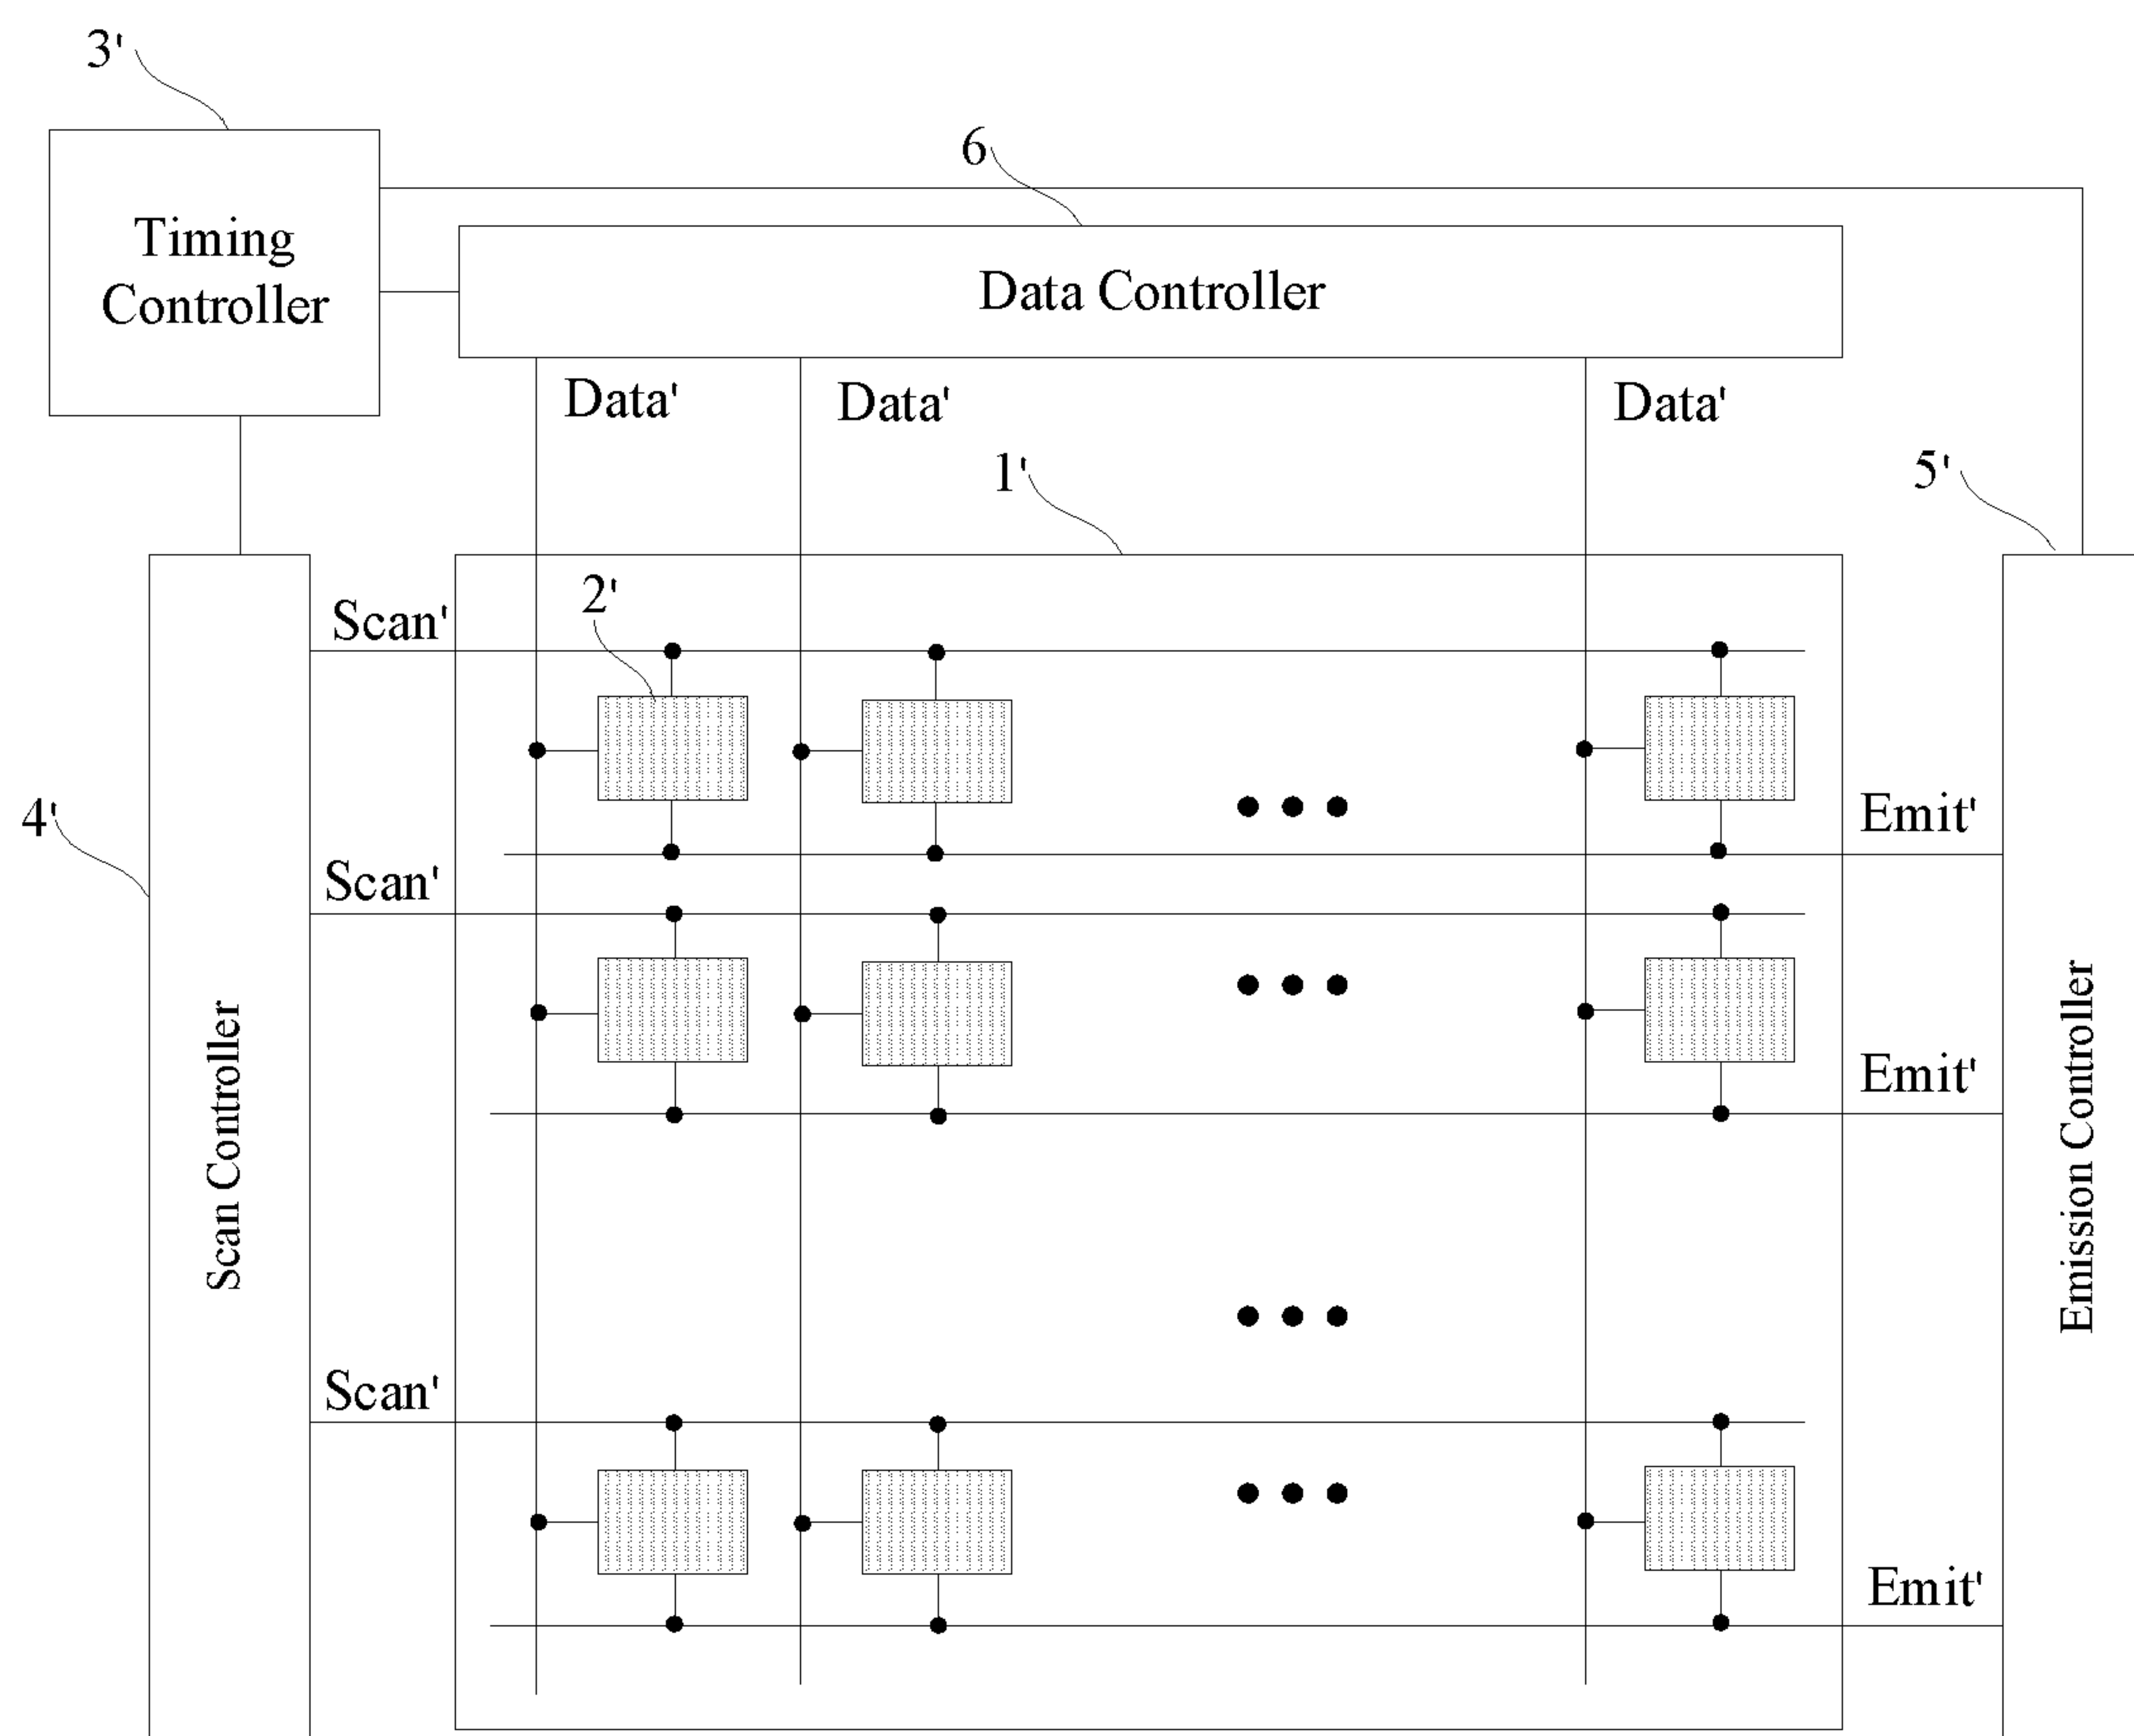 3'
6
Timing
Controller
Data Controller
Data'
Data'
Data'
1'
5'
2'
Scan'
4'
Emit'
Scan'
Scan Controller
Emission Controller
Emit'
Scan'
Emit'